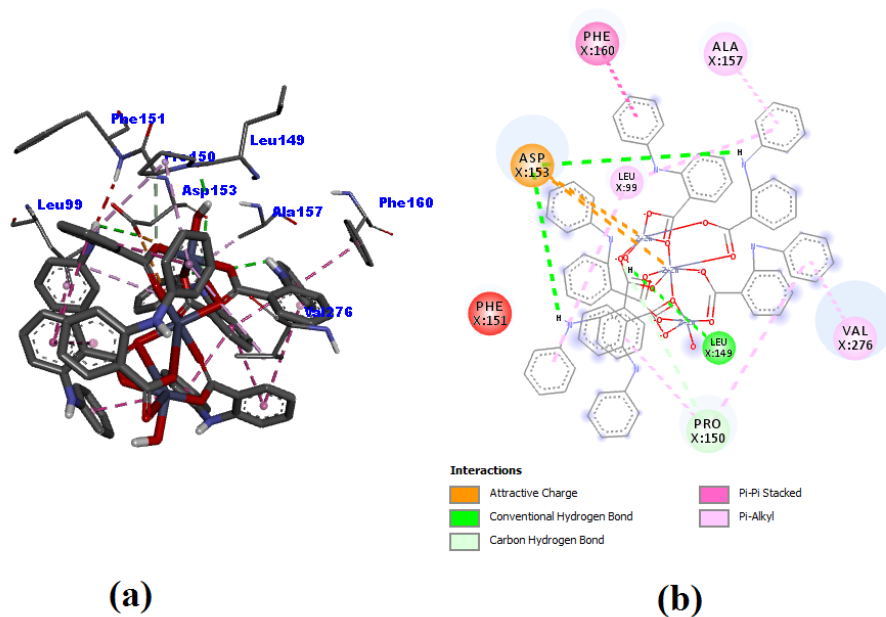 Phe151
Leu149
Asp153
Leu99
Ala157
Phe160
Val276
(a)
PHE
X:160
ALA
X:157
ASP
X:153
LEU
X:99
H
H
H
PHE
X:151
LEU
X:149
VAL
X:276
PRO
X:150
Interactions
Attractive Charge
Conventional Hydrogen Bond
Carbon Hydrogen Bond
Pi-Pi Stacked
Pi-Alkyl
(b)